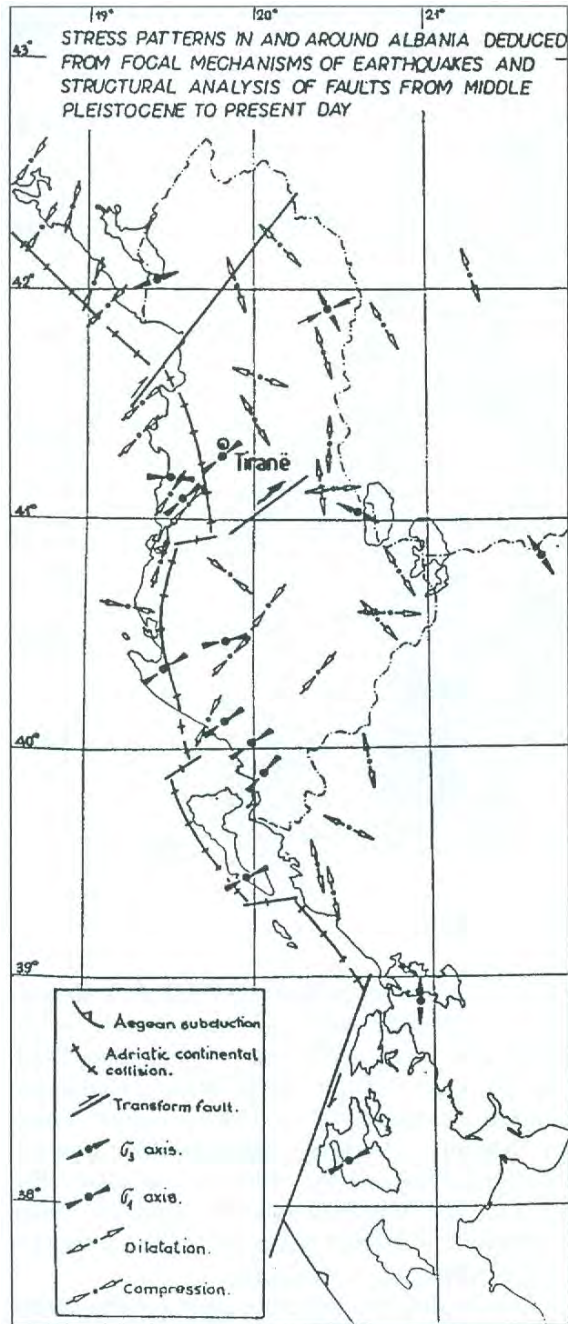 19° 20° 21°
43°
STRESS PATTERNS IN AND AROUND ALBANIA DEDUCED
FROM FOCAL MECHANISMS OF EARTHQUAKES AND
STRUCTURAL ANALYSIS OF FAULTS FROM MIDDLE
PLEISTOCENE TO PRESENT DAY
42°
Tiranë
41°
40°
39°
Aegean subduction
Adriatic continental
collision.
Transform fault.
σ3 axis.
38°
σ1 axis.
Dilatation.
Compression.